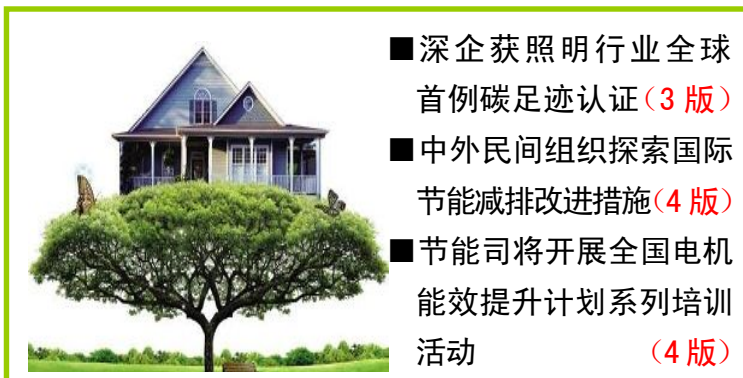 ■深企获照明行业全球
首例碳足迹认证（3 版）
■中外民间组织探索国际
节能减排改进措施（4 版）
■节能司将开展全国电机
能效提升计划系列培训
活动 （4 版）